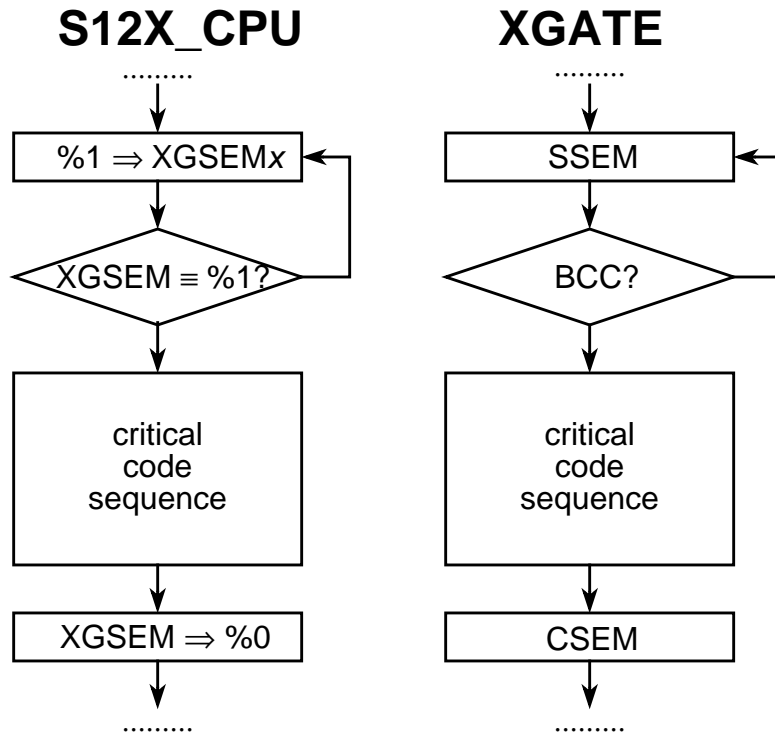 S12X_CPU
.........
%1 ⇒ XGSEMx
XGSEM ≡ %1?
critical
code
sequence
XGSEM ⇒ %0
.........
XGATE
.........
SSEM
BCC?
critical
code
sequence
CSEM
.........